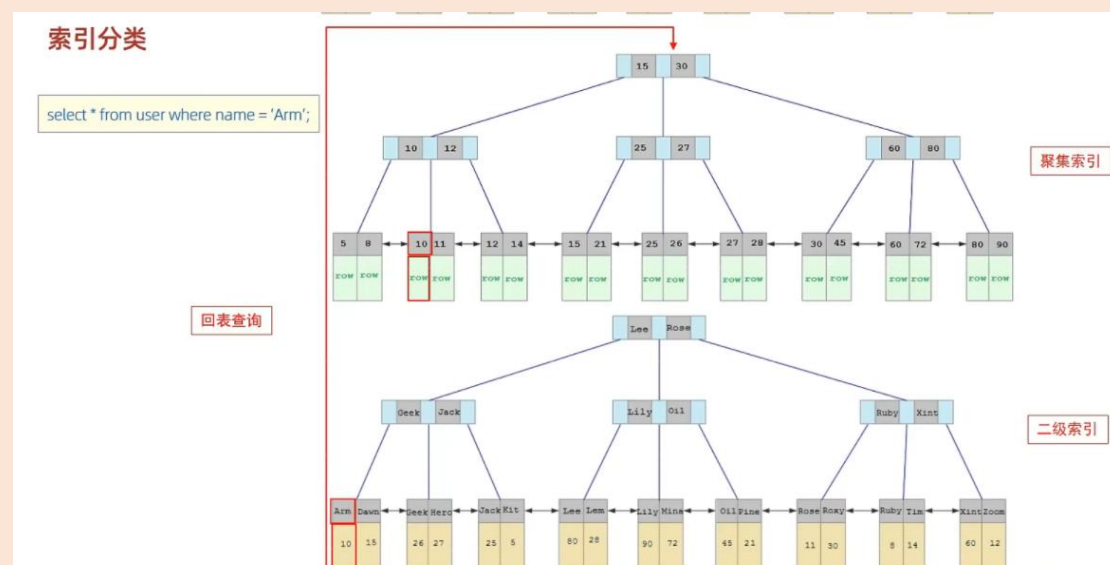 索引分类
select * from user where name = 'Arm';
15 30
10 12
25 27
60 80
聚集索引
5 8 10 11 12 14 15 21 25 26 27 28 30 45 60 72 80 90
row row row row row row row row row row row row row row row row row row
回表查询
Lee Rose
Geek Jack
Lily Oil
Ruby Xint
二级索引
Arm Dawn Geek Hero Jack Kit Lee Lem Lily Mina Oil Pine Rose Roxy Ruby Tim Xint Zoom
10 15 26 27 25 5 80 28 90 72 45 21 11 30 8 14 60 12